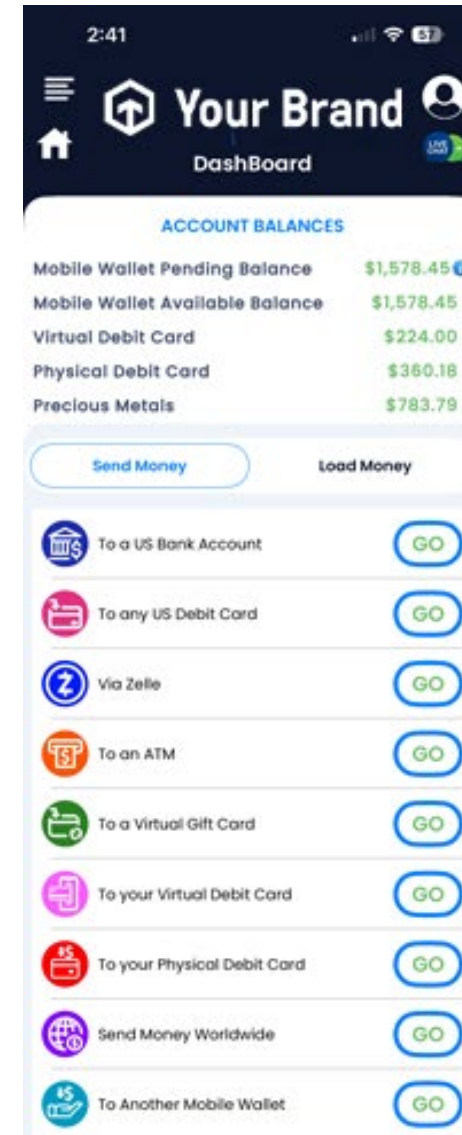 2:41
57
Your Brand
LIVE CHAT
DashBoard
ACCOUNT BALANCES
Mobile Wallet Pending Balance $1,578.45
Mobile Wallet Available Balance $1,578.45
Virtual Debit Card $224.00
Physical Debit Card $360.18
Precious Metals $783.79
Send Money Load Money
To a US Bank Account GO
To any US Debit Card GO
Via Zelle GO
To an ATM GO
To a Virtual Gift Card GO
To your Virtual Debit Card GO
To your Physical Debit Card GO
Send Money Worldwide GO
To Another Mobile Wallet GO